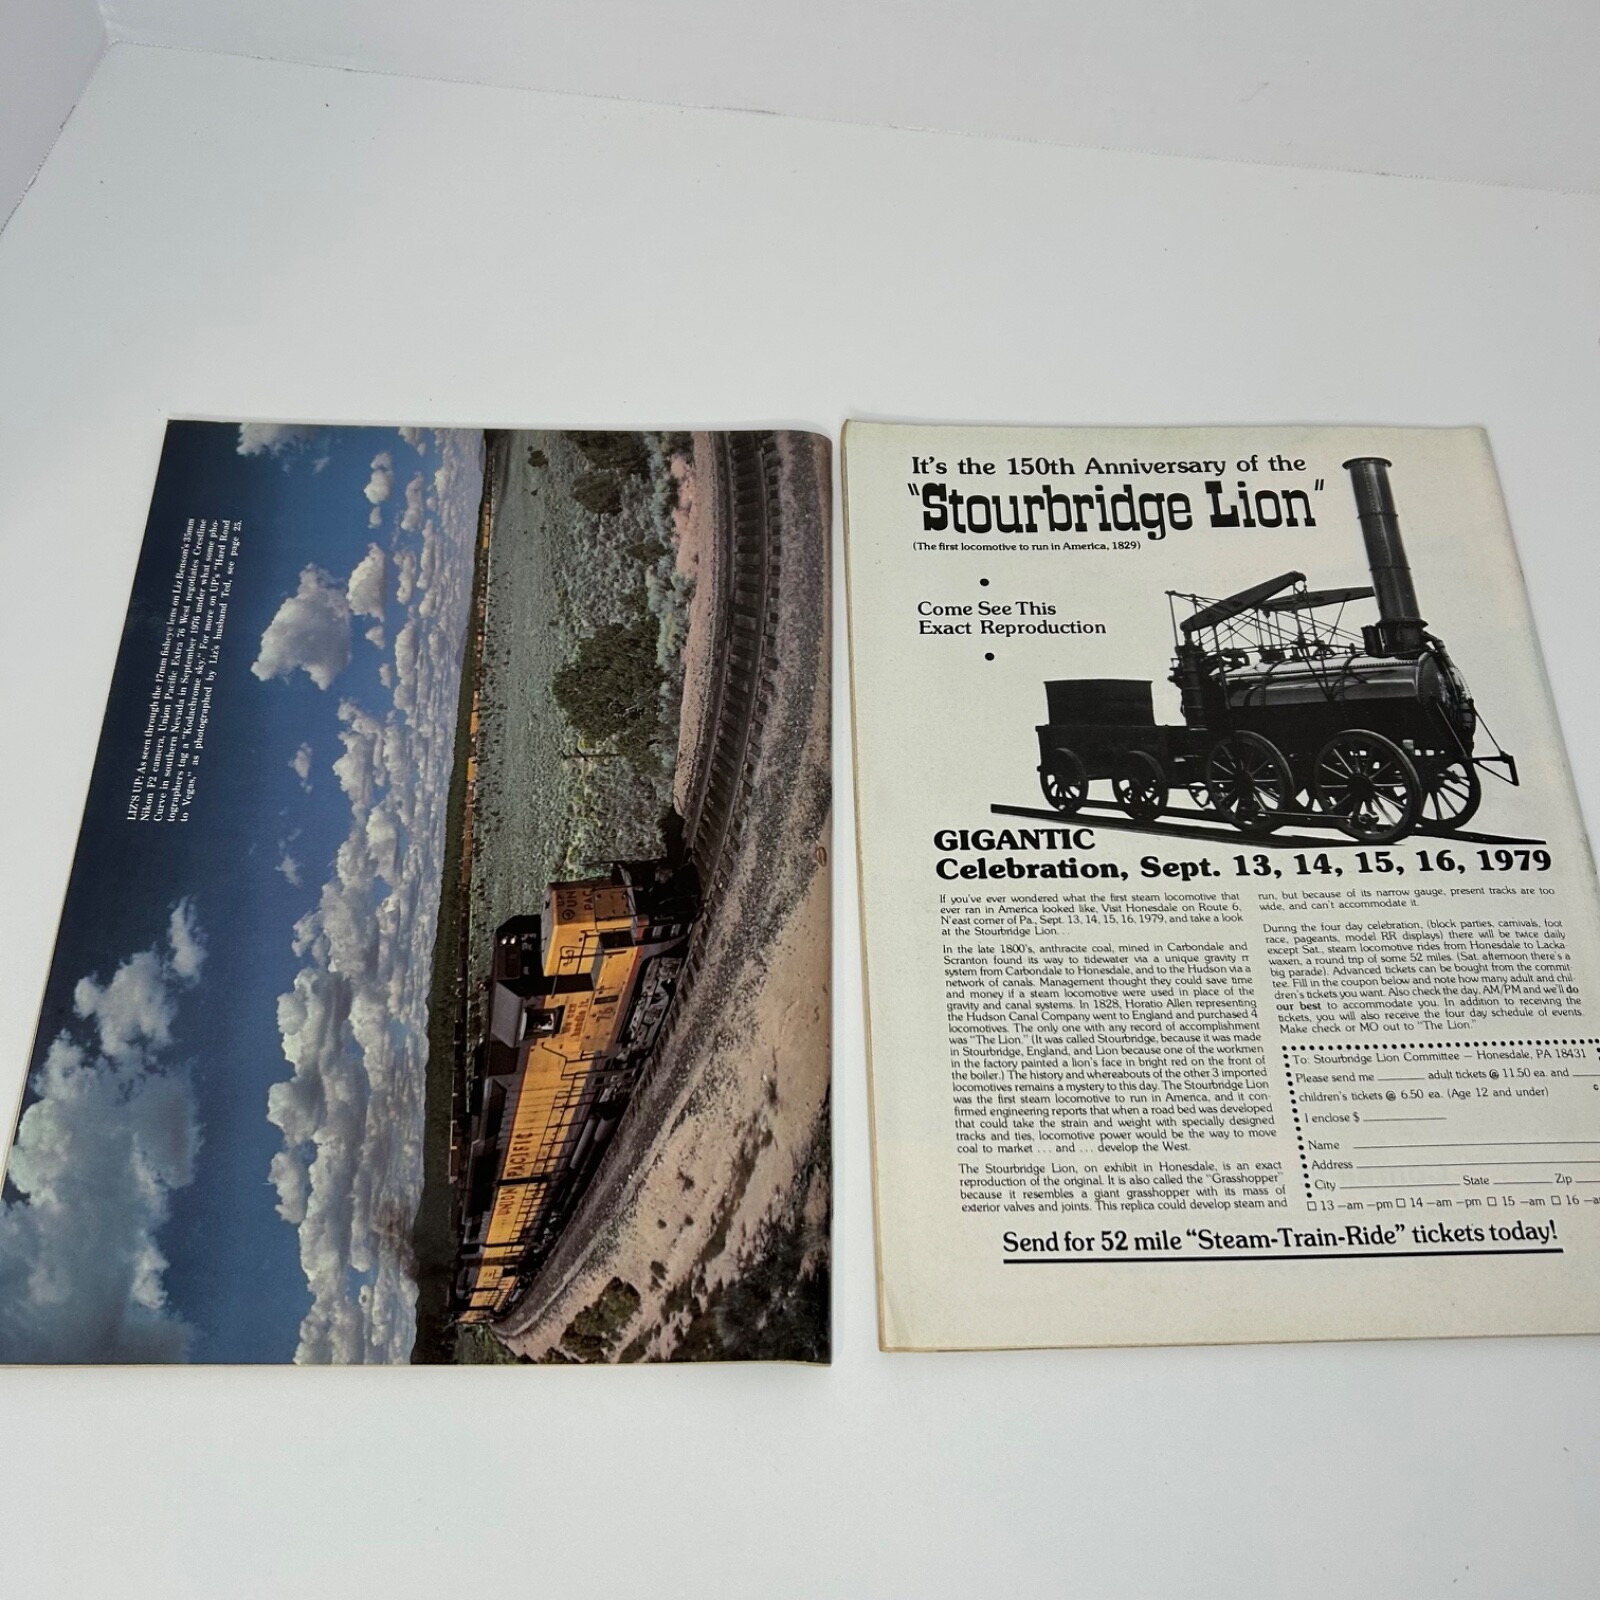 LIZ'S UP: As seen through the 17mm fisheye lens on Liz Benson's 35mm
Nikon F2 camera, Union Pacific Extra 76 West negotiates Crestline
Curve in southern Nevada in September 1976 under what some pho-
tographers tag a "Kodachrome sky." For more on UP's "Hard Road
to Vegas," as photographed by Liz's husband Ted, see page 25.
UNION PACIFIC
We can
handle it.
UN
PAC
It's the 150th Anniversary of the
"Stourbridge Lion"
(The first locomotive to run in America, 1829)
Come See This
Exact Reproduction
GIGANTIC
Celebration, Sept. 13, 14, 15, 16, 1979
If you've ever wondered what the first steam locomotive that
ever ran in America looked like, Visit Honesdale on Route 6,
N'east corner of Pa., Sept. 13, 14, 15, 16, 1979, and take a look
at the Stourbridge Lion...
In the late 1800's, anthracite coal, mined in Carbondale and
Scranton found its way to tidewater via a unique gravity rr
system from Carbondale to Honesdale, and to the Hudson via a
network of canals. Management thought they could save time
and money if a steam locomotive were used in place of the
gravity and canal systems. In 1828, Horatio Allen representing
the Hudson Canal Company went to England and purchased 4
locomotives. The only one with any record of accomplishment
was "The Lion." (It was called Stourbridge, because it was made
in Stourbridge, England, and Lion because one of the workmen
in the factory painted a lion's face in bright red on the front of
the boiler.) The history and whereabouts of the other 3 imported
locomotives remains a mystery to this day. The Stourbridge Lion
was the first steam locomotive to run in America, and it con-
firmed engineering reports that when a road bed was developed
that could take the strain and weight with specially designed
tracks and ties, locomotive power would be the way to move
coal to market ... and ... develop the West.
The Stourbridge Lion, on exhibit in Honesdale, is an exact
reproduction of the original. It is also called the "Grasshopper"
because it resembles a giant grasshopper with its mass of
exterior valves and joints. This replica could develop steam and
run, but because of its narrow gauge, present tracks are too
wide, and can't accommodate it.
During the four day celebration, (block parties, carnivals, foot
race, pageants, model RR displays) there will be twice daily
except Sat., steam locomotive rides from Honesdale to Lacka-
waxen, a round trip of some 52 miles. (Sat. afternoon there's a
big parade). Advanced tickets can be bought from the commit-
tee. Fill in the coupon below and note how many adult and chil-
dren's tickets you want. Also check the day, AM/PM and we'll do
our best to accommodate you. In addition to receiving the
tickets, you will also receive the four day schedule of events.
Make check or MO out to "The Lion."
To: Stourbridge Lion Committee — Honesdale, PA 18431
Please send me ______ adult tickets @ 11.50 ea. and
children's tickets @ 6.50 ea. (Age 12 and under)
I enclose $
Name
Address
City State Zip
□ 13 —am —pm □ 14 —am —pm □ 15 —am □ 16
Send for 52 mile "Steam-Train-Ride" tickets today!